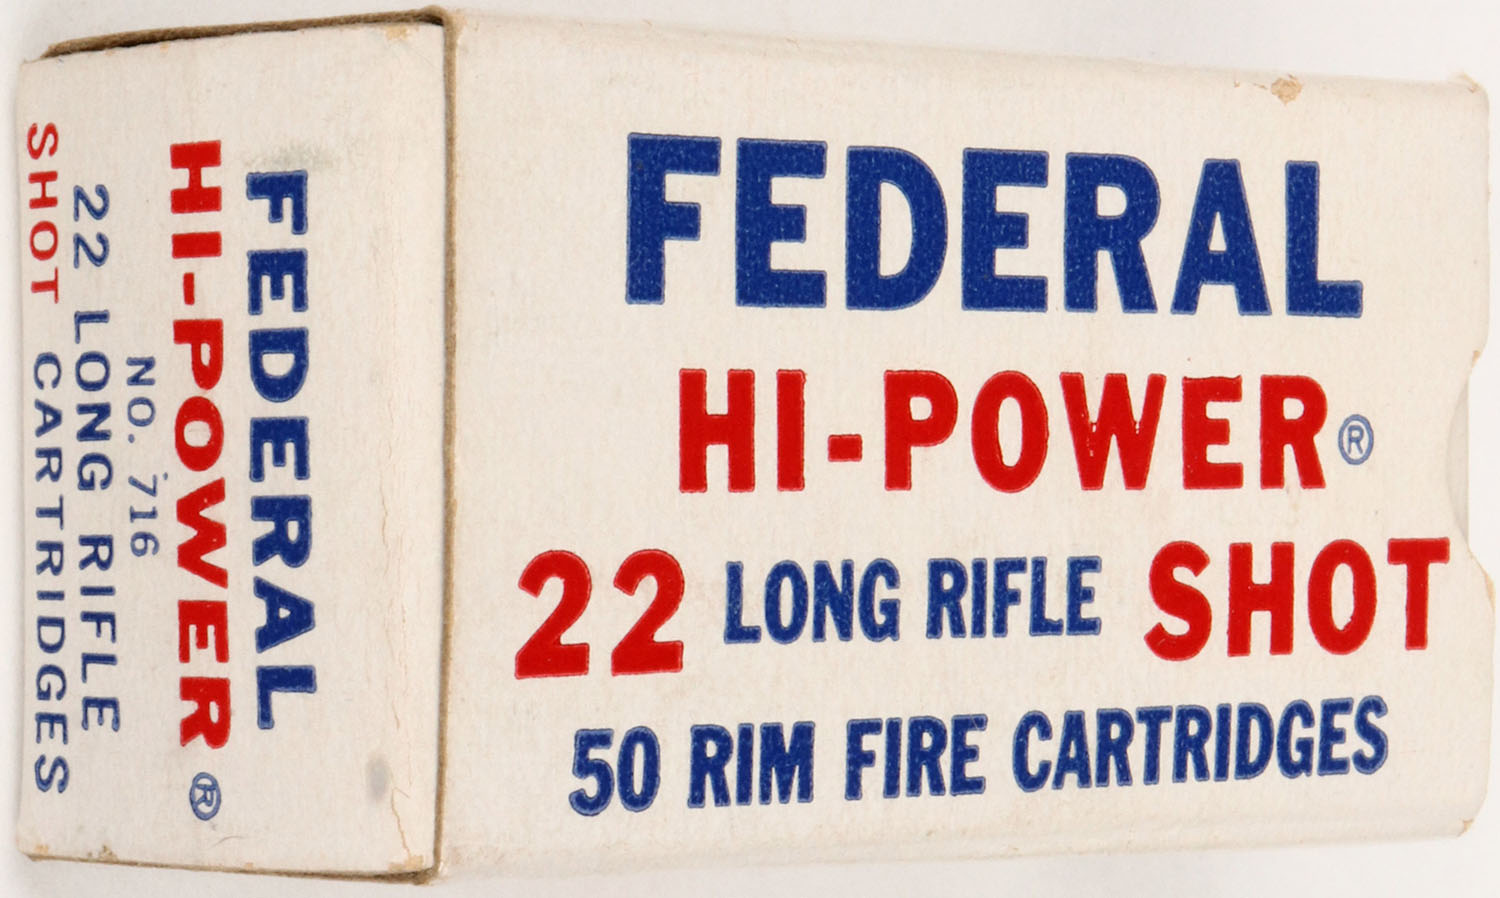 FEDERAL
HI-POWER®
22 LONG RIFLE SHOT
50 RIM FIRE CARTRIDGES
FEDERAL
HI-POWER®
NO. 716
22 LONG RIFLE
SHOT CARTRIDGES